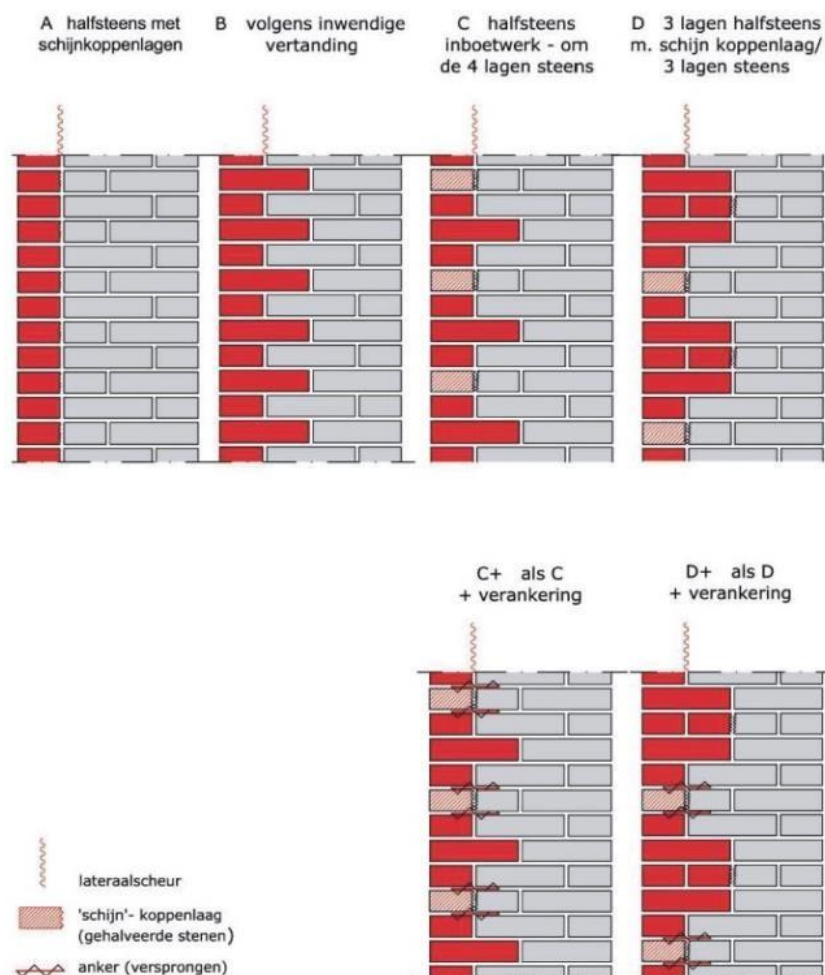 A halfsteens met
schijnkoppenlagen
B volgens inwendige
vertanding
C halfsteens
inboetwerk - om
de 4 lagen steens
D 3 lagen halfsteens
m. schijn koppenlaag/
3 lagen steens
C+ als C
+ verankering
D+ als D
+ verankering
lateraalscheur
'schijn'- koppenlaag
(gehalveerde stenen)
anker (versprongen)